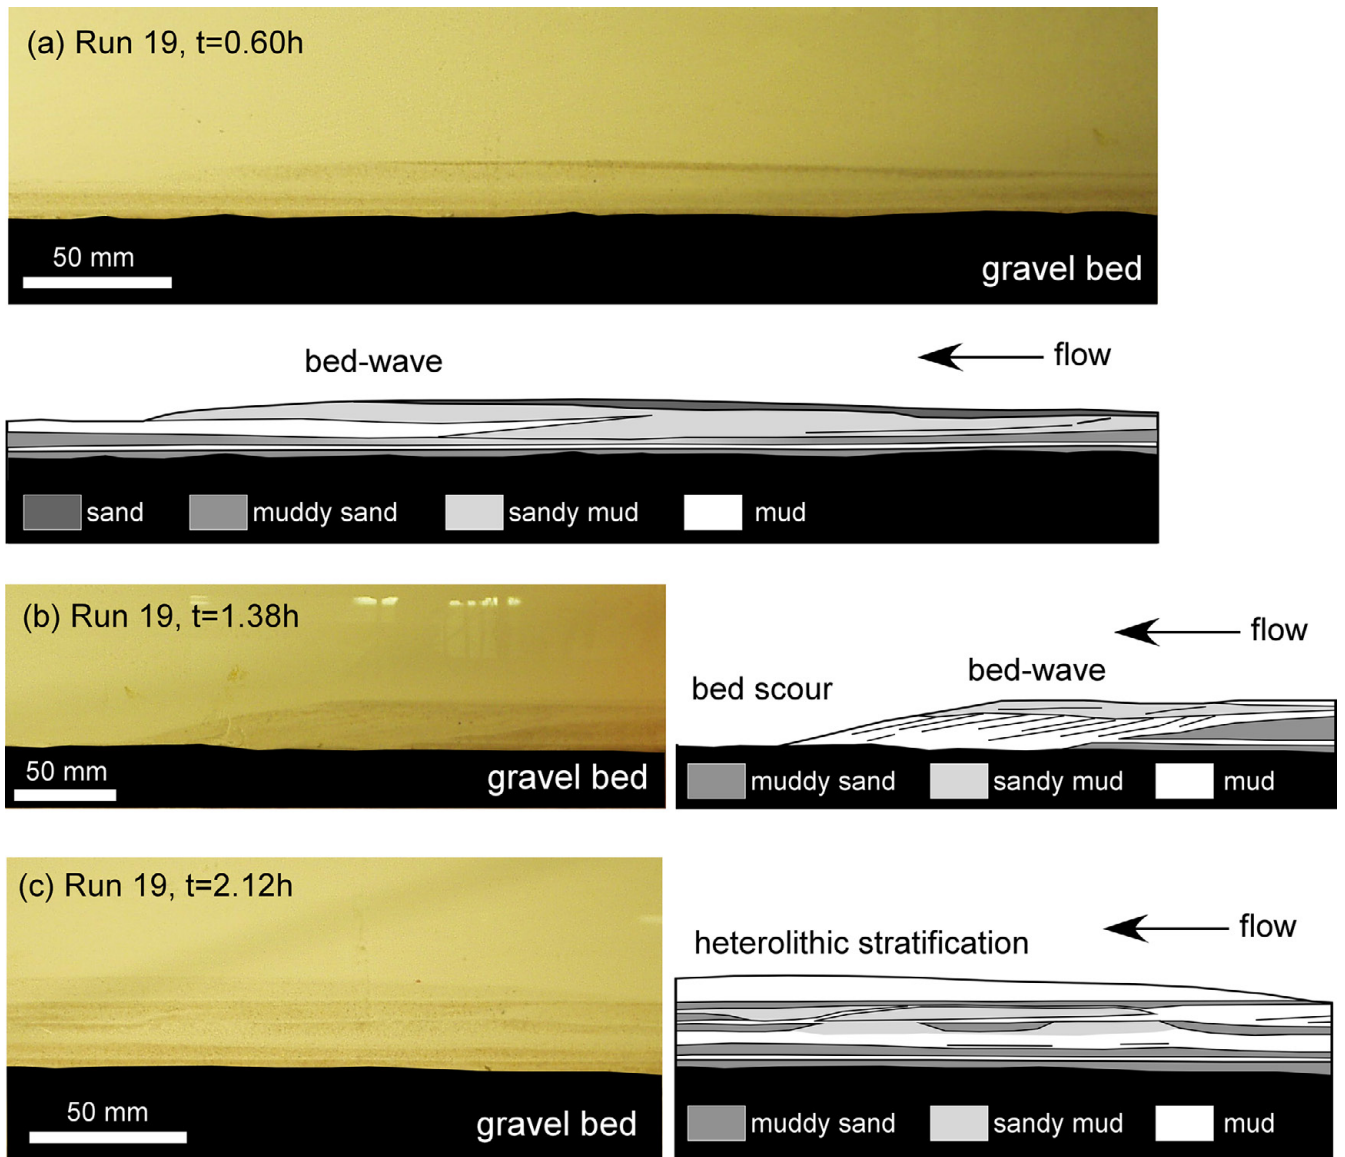 (a) Run 19, t=0.60h
50 mm
gravel bed
bed-wave
flow
sand
muddy sand
sandy mud
mud
(b) Run 19, t=1.38h
50 mm
gravel bed
flow
bed-wave
bed scour
muddy sand
sandy mud
mud
(c) Run 19, t=2.12h
50 mm
gravel bed
flow
heterolithic stratification
muddy sand
sandy mud
mud